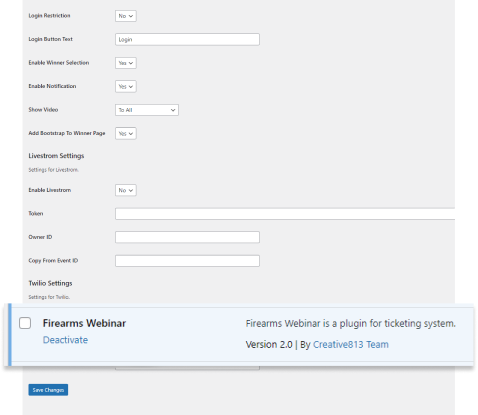 Login Restriction No
Login Button Text Login
Enable Winner Selection Yes
Enable Notification Yes
Show Video To All
Add Bootstrap To Winner Page Yes
Livestrom Settings
Settings for Livestrom.
Enable Livestrom No
Token
Owner ID
Copy From Event ID
Twilio Settings
Settings for Twilio.
Firearms Webinar Firearms Webinar is a plugin for ticketing system.
Deactivate Version 2.0 | By Creative813 Team
Save Changes